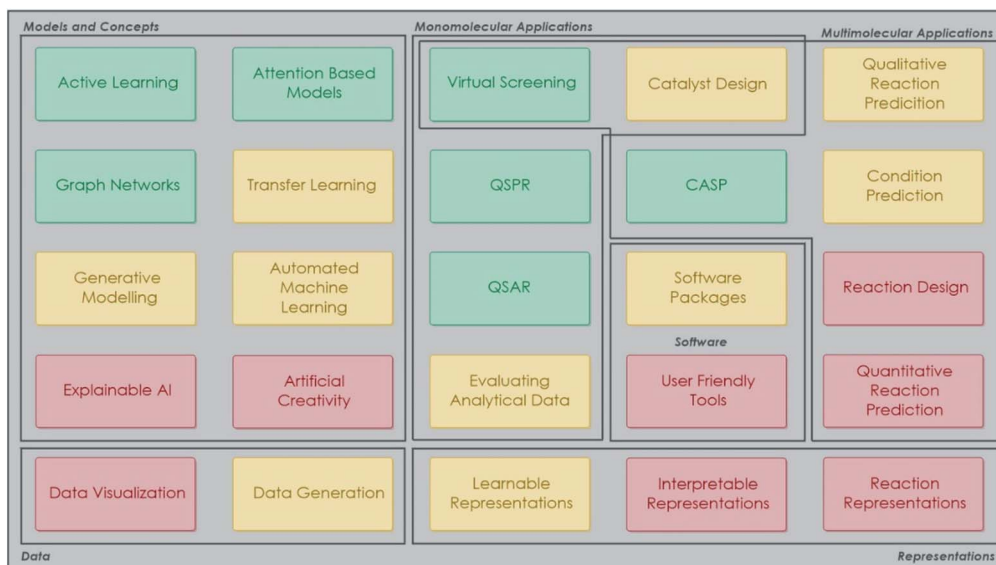 Models and Concepts
Monomolecular Applications
Multimolecular Applications
Active Learning
Attention Based
Models
Virtual Screening
Catalyst Design
Qualitative
Reaction
Predicition
Graph Networks
Transfer Learning
QSPR
CASP
Condition
Prediction
Generative
Modelling
Automated
Machine
Learning
QSAR
Software
Packages
Reaction Design
Software
Explainable AI
Artificial
Creativity
Evaluating
Analytical Data
User Friendly
Tools
Quantitative
Reaction
Prediction
Data Visualization
Data Generation
Learnable
Representations
Interpretable
Representations
Reaction
Representations
Data
Representations